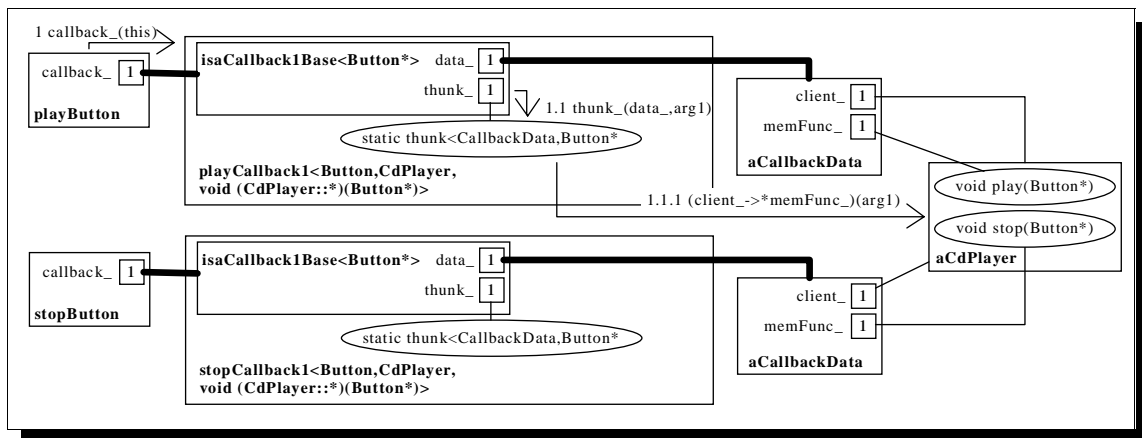 1 callback_(this)
callback_ 1
playButton
isaCallback1Base<Button*> data_ 1
thunk_ 1
1.1 thunk_(data_,arg1)
static thunk<CallbackData,Button*
playCallback1<Button,CdPlayer,
void (CdPlayer::*)(Button*)>
client_ 1
memFunc_ 1
aCallbackData
1.1.1 (client_->*memFunc_)(arg1)
void play(Button*)
void stop(Button*)
aCdPlayer
callback_ 1
stopButton
isaCallback1Base<Button*> data_ 1
thunk_ 1
static thunk<CallbackData,Button*
stopCallback1<Button,CdPlayer,
void (CdPlayer::*)(Button*)>
client_ 1
memFunc_ 1
aCallbackData